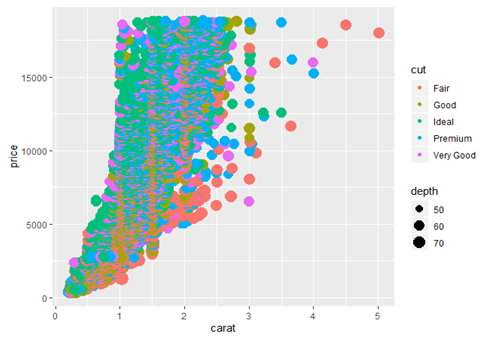 price
15000
10000
5000
0
0
1
2
3
4
5
carat
cut
Fair
Good
Ideal
Premium
Very Good
depth
50
60
70